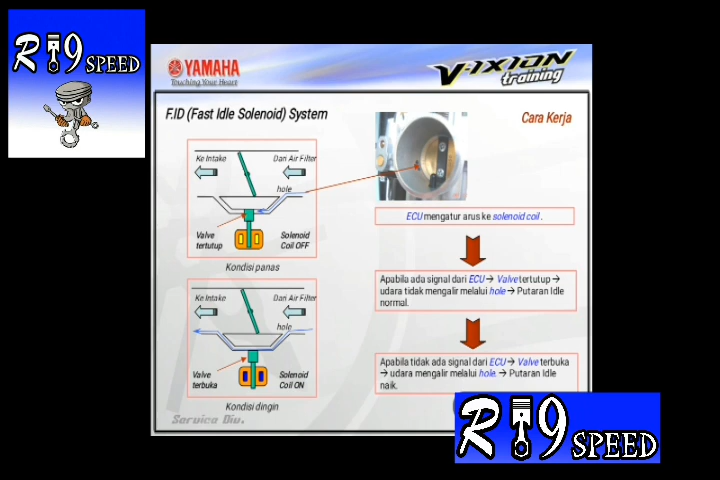 R 9 SPEED
YAMAHA
Touching Your Heart
V-IXION
training
F.ID (Fast Idle Solenoid) System
Cara Kerja
Ke Intake
Dari Air Filter
hole
Valve
tertutup
Solenoid
Coil OFF
Kondisi panas
Ke Intake
Dari Air Filter
hole
Valve
terbuka
Solenoid
Coil ON
Kondisi dingin
ECU mengatur arus ke solenoid coil .
Apabila ada signal dari ECU → Valve tertutup →
udara tidak mengalir melalui hole → Putaran Idle
normal.
Apabila tidak ada signal dari ECU → Valve terbuka
→ udara mengalir melalui hole. → Putaran Idle
naik.
Service Div.
R 9 SPEED